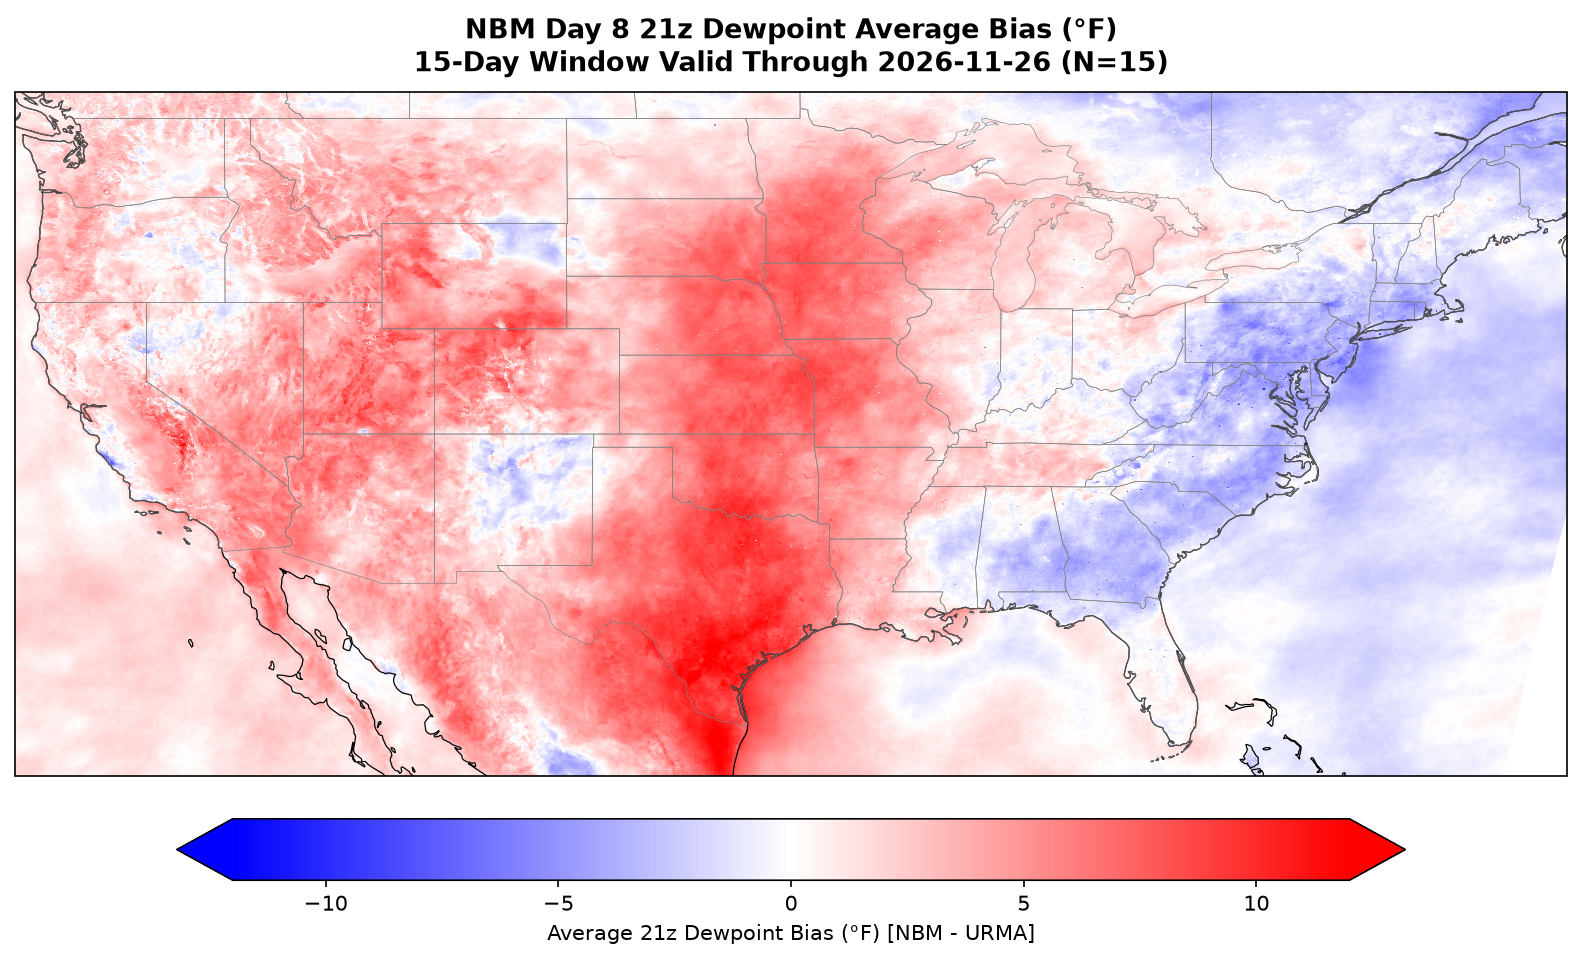 NBM Day 8 21z Dewpoint Average Bias (°F)
15-Day Window Valid Through 2026-11-26 (N=15)
−10 −5 0 5 10
Average 21z Dewpoint Bias (°F) [NBM - URMA]